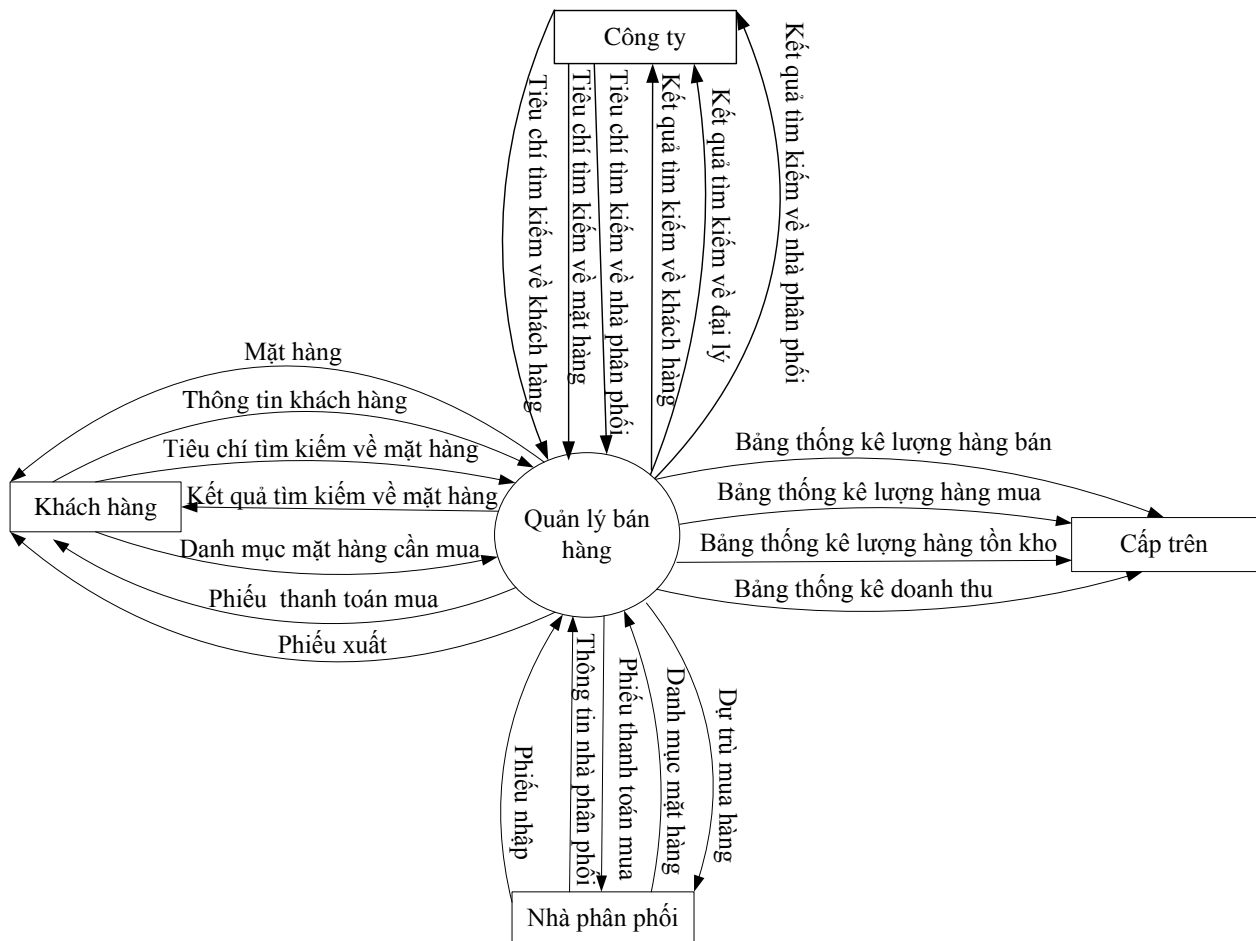 Công ty
Tiêu chí tìm kiếm về khách hàng
Tiêu chí tìm kiếm về mặt hàng
Tiêu chí tìm kiếm về nhà phân phối
Kết quả tìm kiếm về khách hàng
Kết quả tìm kiếm về đại lý
Kết quả tìm kiếm về nhà phân phối
Mặt hàng
Thông tin khách hàng
Tiêu chí tìm kiếm về mặt hàng
Kết quả tìm kiếm về mặt hàng
Khách hàng
Danh mục mặt hàng cần mua
Phiếu thanh toán mua
Phiếu xuất
Quản lý bán
hàng
Bảng thống kê lượng hàng bán
Bảng thống kê lượng hàng mua
Bảng thống kê lượng hàng tồn kho
Bảng thống kê doanh thu
Cấp trên
Phiếu nhập
Thông tin nhà phân phối
Phiếu thanh toán mua
Danh mục mặt hàng
Dự trù mua hàng
Nhà phân phối